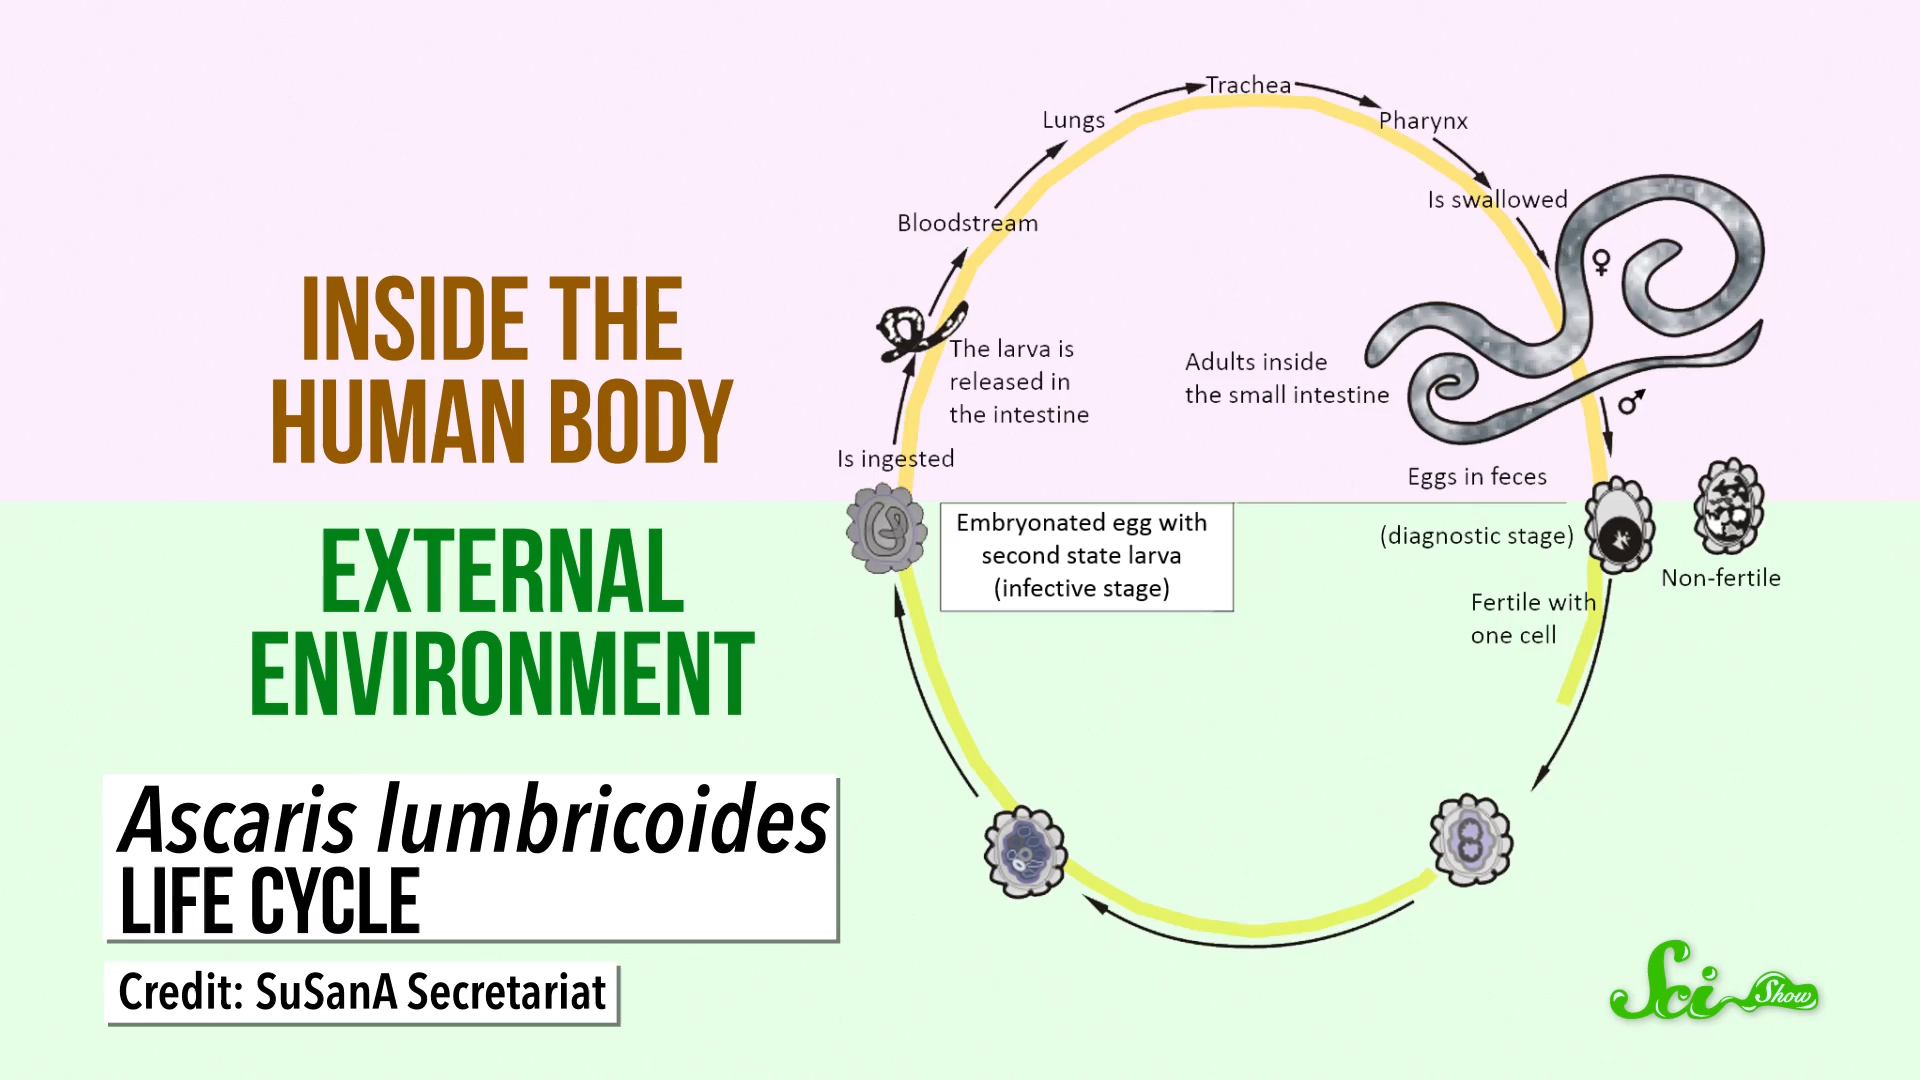 INSIDE THE
HUMAN BODY
EXTERNAL
ENVIRONMENT
Ascaris lumbricoides
LIFE CYCLE
Credit: SuSanA Secretariat
Trachea
Lungs
Pharynx
Is swallowed
Bloodstream
The larva is
released in
the intestine
Adults inside
the small intestine
♀
♂
Is ingested
Eggs in feces
Embryonated egg with
second state larva
(infective stage)
(diagnostic stage)
Non-fertile
Fertile with
one cell
Sci Show